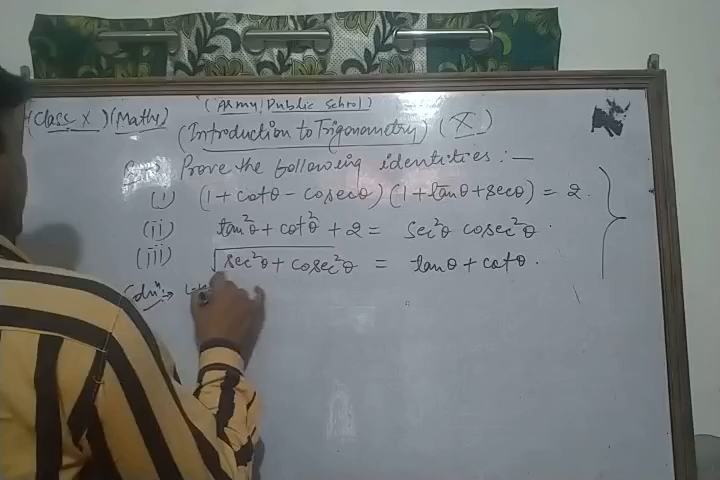 (Army Public School)
(Class X) (Maths)
(Introduction to Trigonometry) (X)
Prove the following identities :—
(i) (1 + cotθ - cosecθ) (1 + tanθ + secθ) = 2.
(ii) tan²θ + cot²θ + 2 = sec²θ cosec²θ.
(iii) √sec²θ + cosec²θ = tanθ + cotθ.
Solⁿ:→